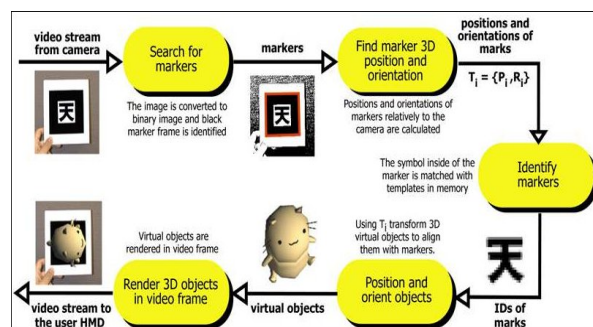 video stream
from camera
Search for
markers
The image is converted to
binary image and black
marker frame is identified
markers
Find marker 3D
position and
orientation
Positions and orientations of
markers relatively to the
camera are calculated
positions and
orientations of
marks
Ti = {Pi,Ri}
Identify
markers
The symbol inside of the
marker is matched with
templates in memory
天
IDs of
marks
Position and
orient objects
Using Ti transform 3D
virtual objects to align
them with markers.
virtual objects
Render 3D objects
in video frame
Virtual objects are
rendered in video frame
video stream to
the user HMD
天
天